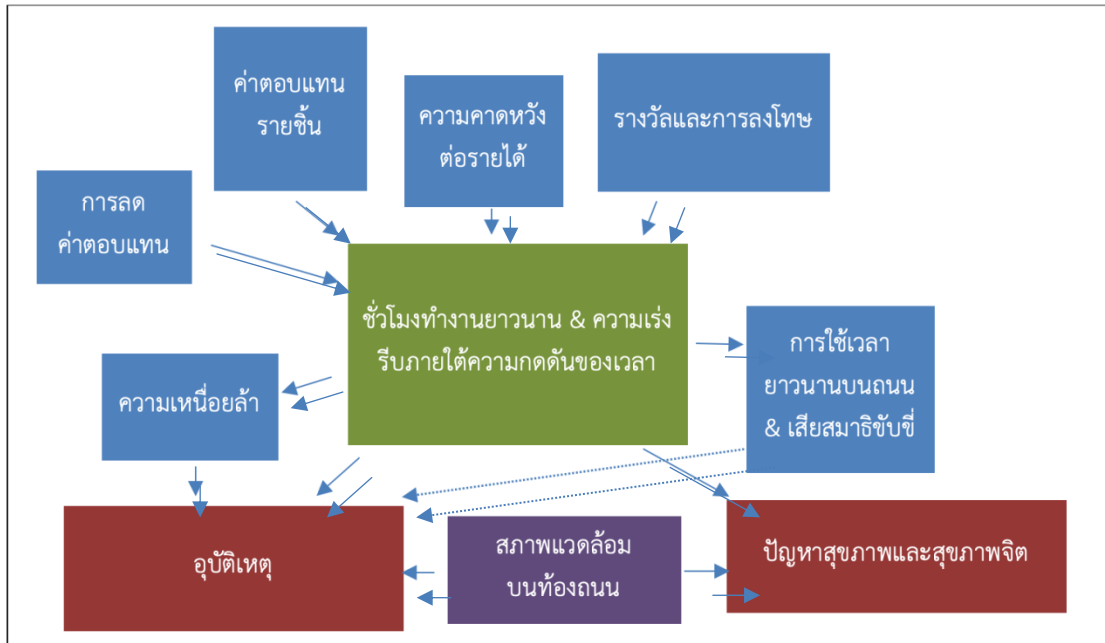 ค่าตอบแทน
รายชิ้น
ความคาดหวัง
ต่อรายได้
รางวัลและการลงโทษ
การลด
ค่าตอบแทน
ชั่วโมงทำงานยาวนาน & ความเร่ง
รีบภายใต้ความกดดันของเวลา
การใช้เวลา
ยาวนานบนถนน
& เสียสมาธิขับขี่
ความเหนื่อยล้า
อุบัติเหตุ
สภาพแวดล้อม
บนท้องถนน
ปัญหาสุขภาพและสุขภาพจิต